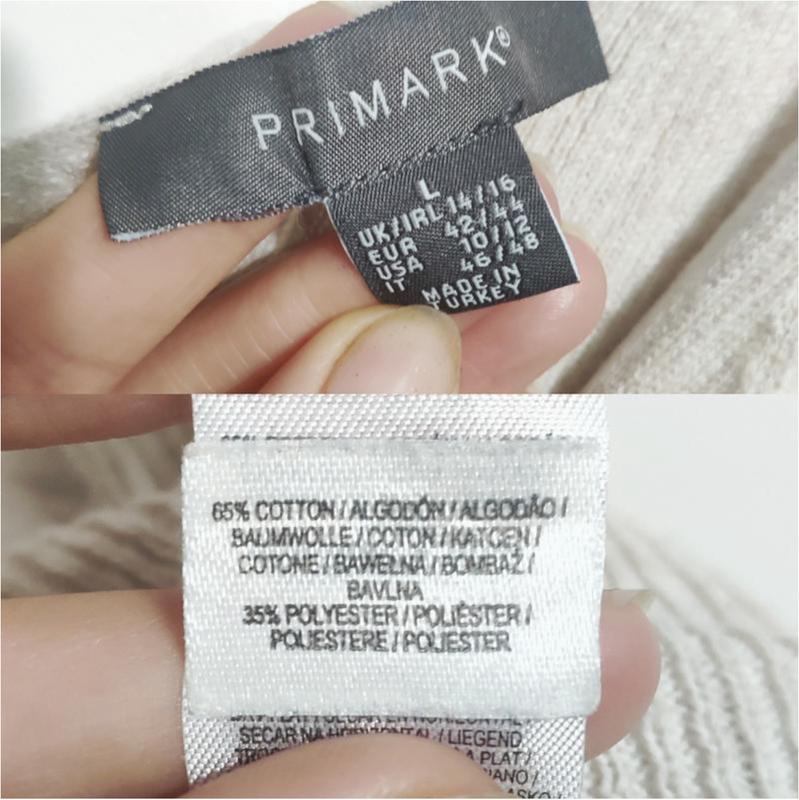 PRIMARK®
L
UK/IRL 14/16
EUR 42/44
USA 10/12
IT 46/48
MADE IN
TURKEY
65% COTTON / ALGODÓN / ALGODÃO /
BAUMWOLLE / COTON / KATOEN /
COTONE / BAWEŁNA / BOMBAŽ /
BAVLNA
35% POLYESTER / POLIÉSTER /
POLIESTERE / POLIESTER
SECAR NA HORIZONTAL / LIEGEND
A PLAT /